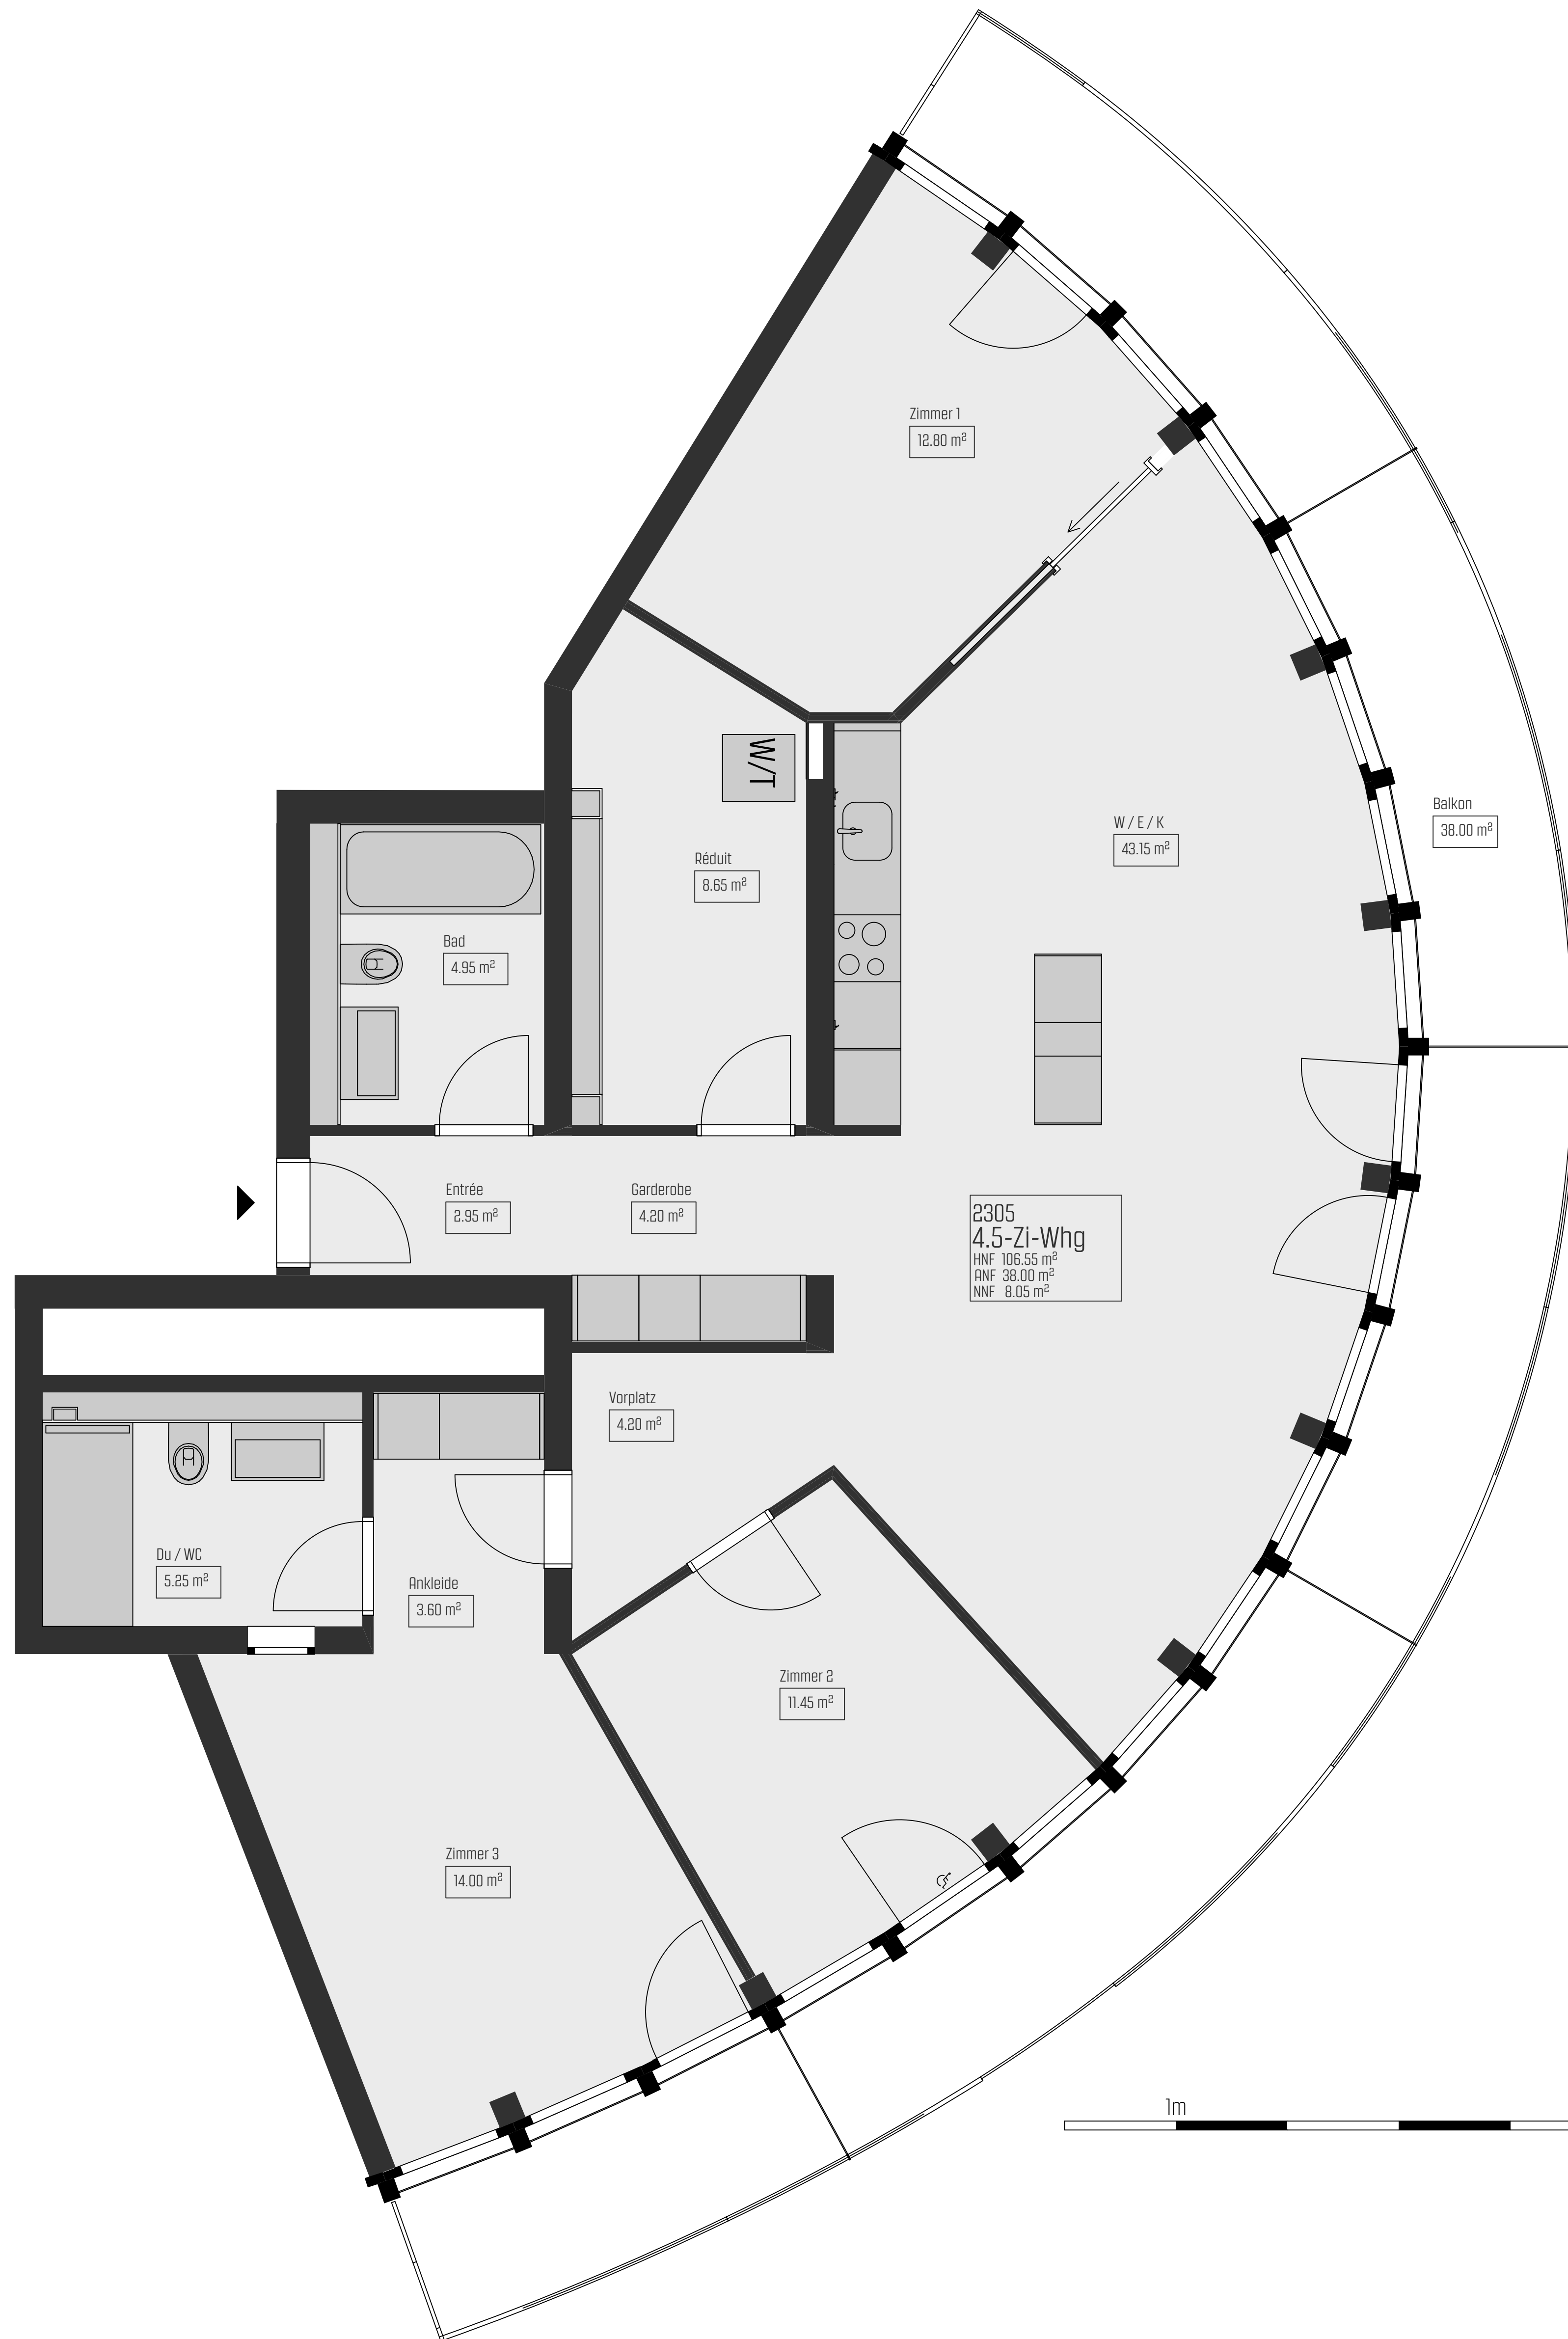 Zimmer 1
12.80 m²
W / E / K
43.15 m²
Balkon
38.00 m²
W/T
Réduit
8.65 m²
Bad
4.95 m²
Entrée
2.95 m²
Garderobe
4.20 m²
2305
4.5-Zi-Whg
HNF 106.55 m²
ANF 38.00 m²
NNF 8.05 m²
Vorplatz
4.20 m²
Du / WC
5.25 m²
Ankleide
3.60 m²
Zimmer 2
11.45 m²
Zimmer 3
14.00 m²
1m